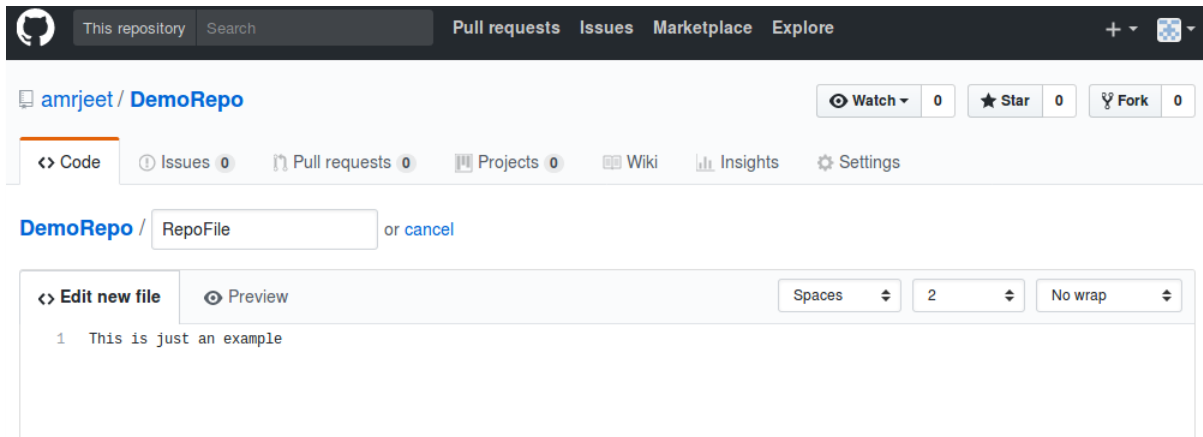 This repository Search Pull requests Issues Marketplace Explore
amrjeet / DemoRepo Watch 0 Star 0 Fork 0
Code Issues 0 Pull requests 0 Projects 0 Wiki Insights Settings
DemoRepo / RepoFile or cancel
Edit new file Preview Spaces 2 No wrap
1 This is just an example